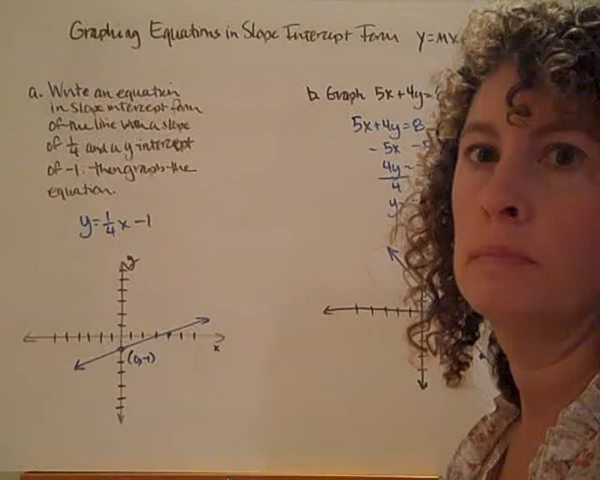 Graphing Equations in Slope Intercept Form y=mx
a. Write an equation
in slope intercept form
of the line with a slope
of 1/4 and a y intercept
of -1. then graph the
equation.
y=1/4x-1
y
x
(0,-1)
b. Graph 5x+4y=
5x+4y=8
-5x -5
4y
4
y